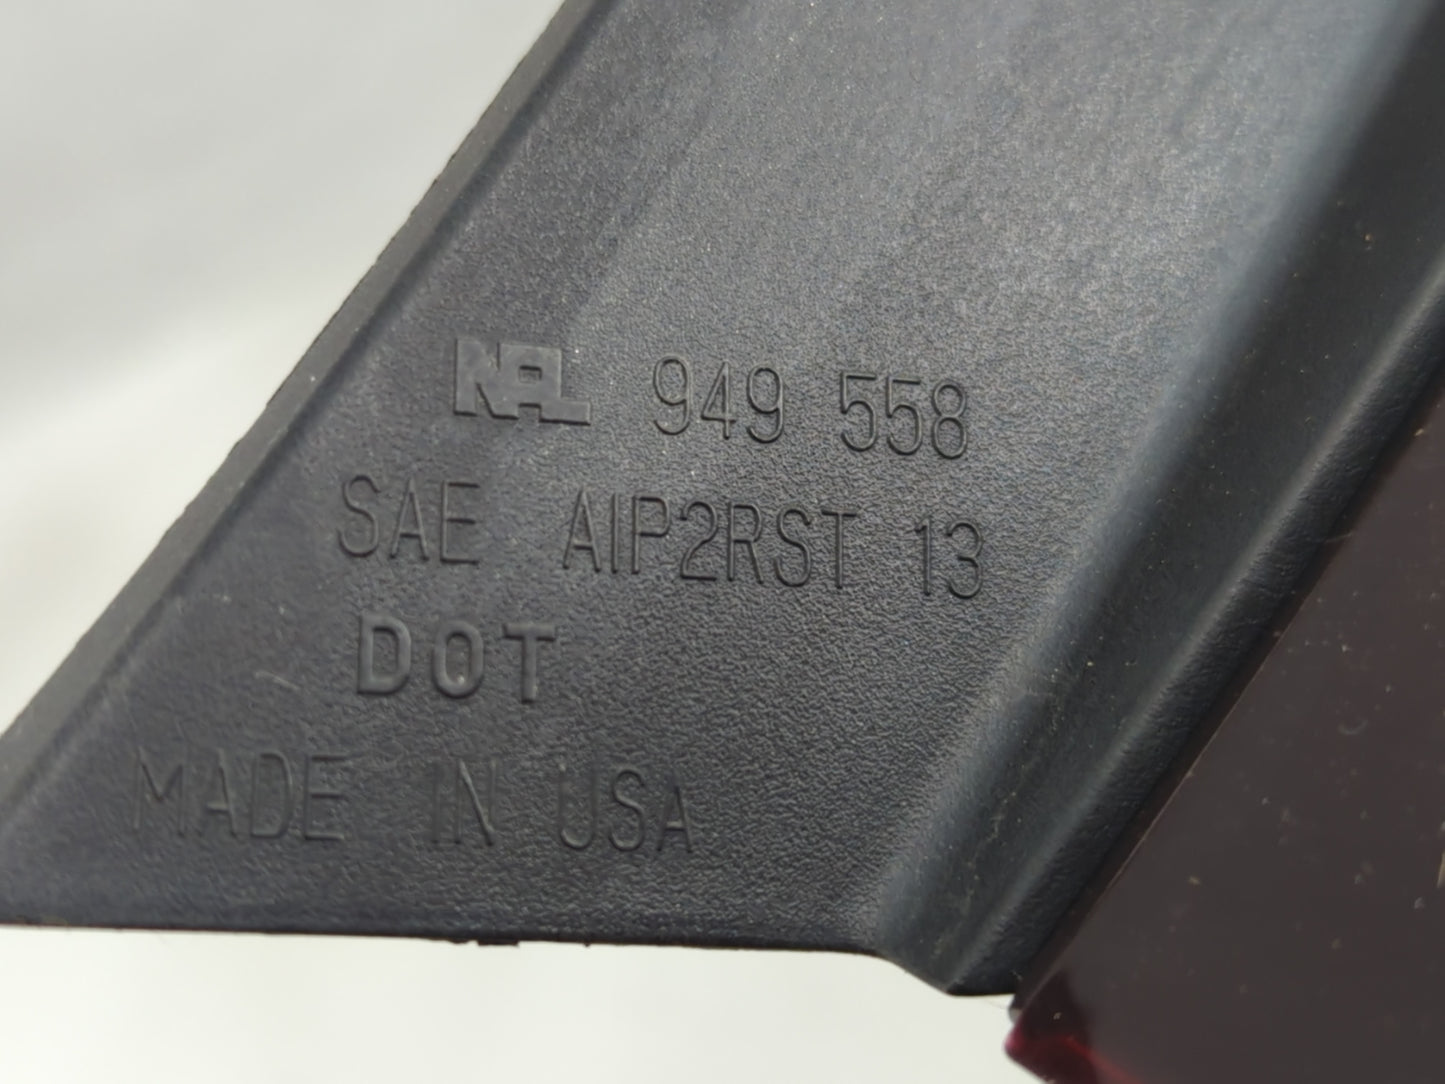 NAL 949 558
SAE AIP2RST 13
DOT
MADE IN USA